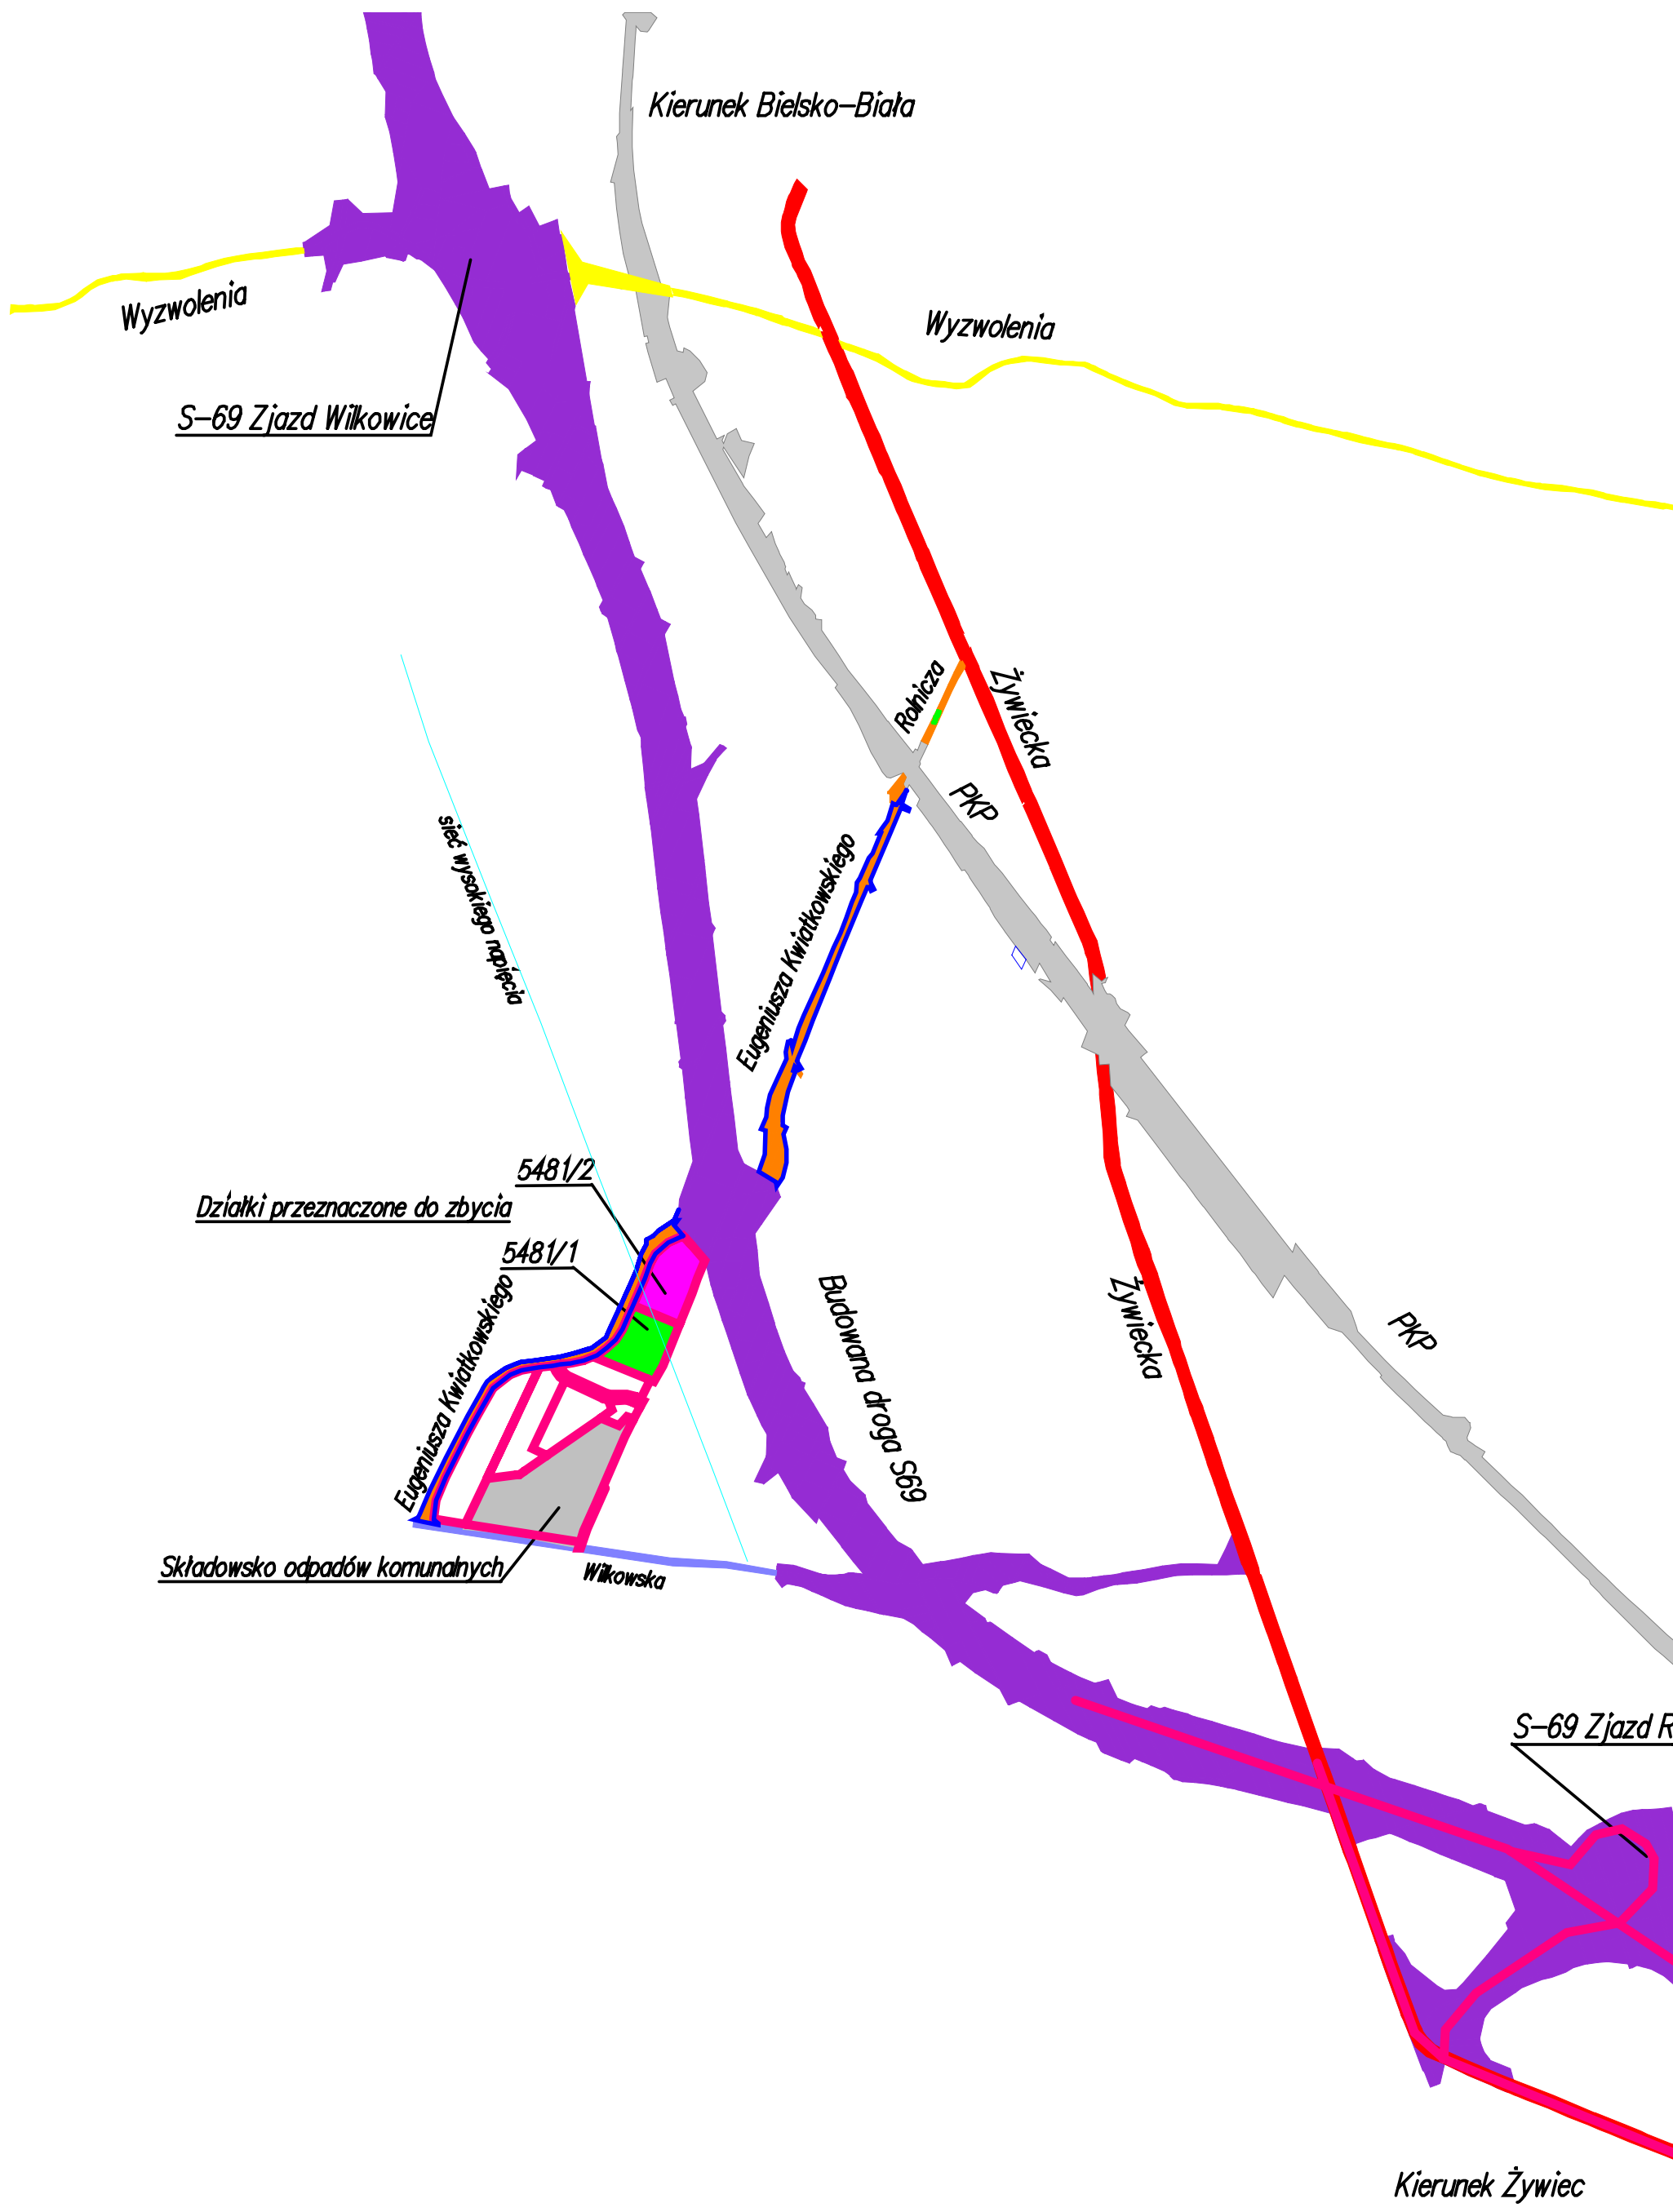 Kierunek Bielsko-Biała
Wyzwolenia
Wyzwolenia
S-69 Zjazd Wilkowice
Rolnicza
Żywiecka
PKP
sieć wysokiego napięcia
Eugeniusza Kwiatkowskiego
5481/2
Działki przeznaczone do zbycia
5481/1
Eugeniusza Kwiatkowskiego
Budowana droga S69
Żywiecka
PKP
Składowsko odpadów komunalnych
Wilkowska
S-69 Zjazd R
Kierunek Żywiec